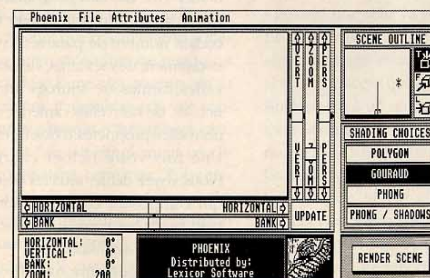 Phoenix File Attributes Animation
VERT ZOOM PERS
VERT ZOOM PERS
HORIZONTAL HORIZONTAL
BANK BANK
UPDATE
SCENE OUTLINE
SHADING CHOICES
POLYGON
GOURAUD
PHONG
PHONG / SHADOWS
RENDER SCENE
HORIZONTAL: 0°
VERTICAL: 0°
BANK: 0°
ZOOM: 200
PHOENIX
Distributed by:
Lexicor Software